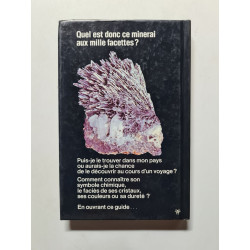 Quel est donc ce minerai
aux mille facettes ?
Puis-je le trouver dans mon pays
ou aurais-je la chance
de le découvrir au cours d'un voyage ?
Comment connaître son
symbole chimique,
le faciès de ses cristaux,
ses couleurs ou sa dureté ?
En ouvrant ce guide . . .